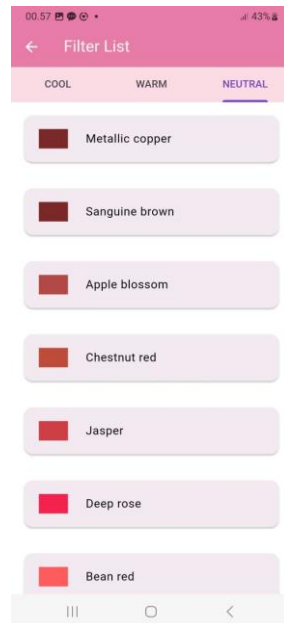 00.57 43%
Filter List
COOL WARM NEUTRAL
Metallic copper
Sanguine brown
Apple blossom
Chestnut red
Jasper
Deep rose
Bean red